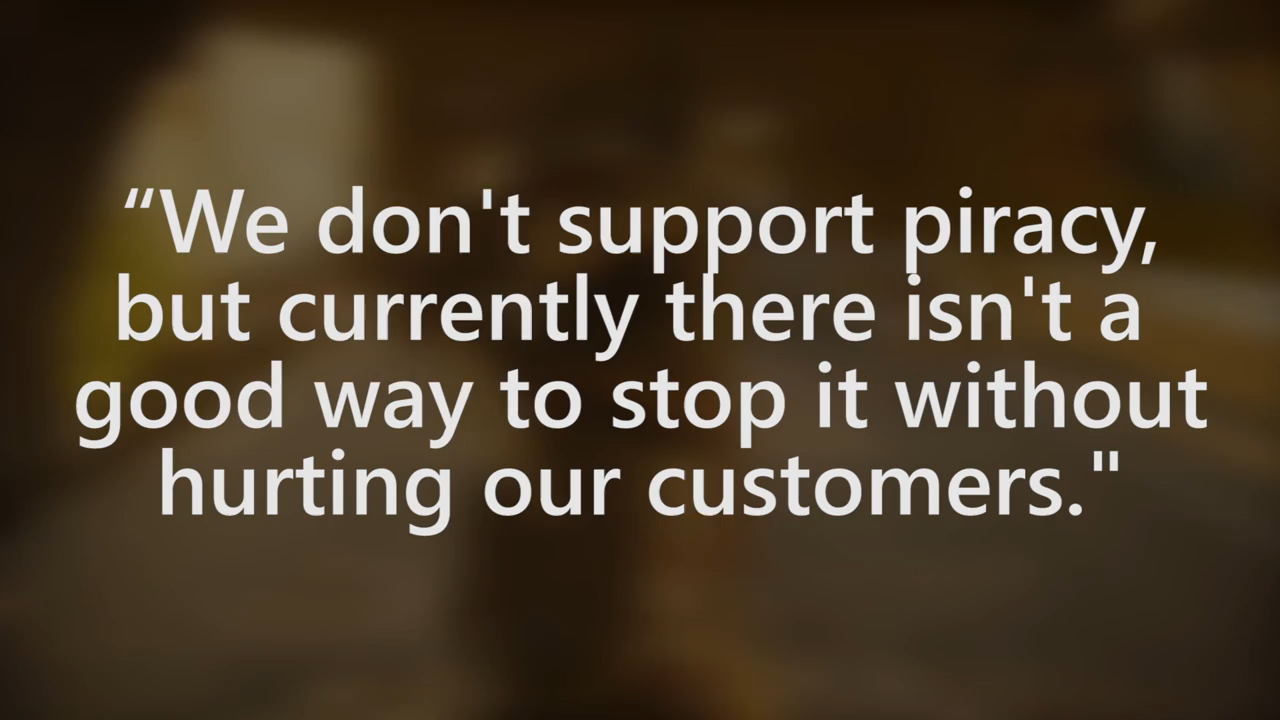 “We don't support piracy,
but currently there isn't a
good way to stop it without
hurting our customers."